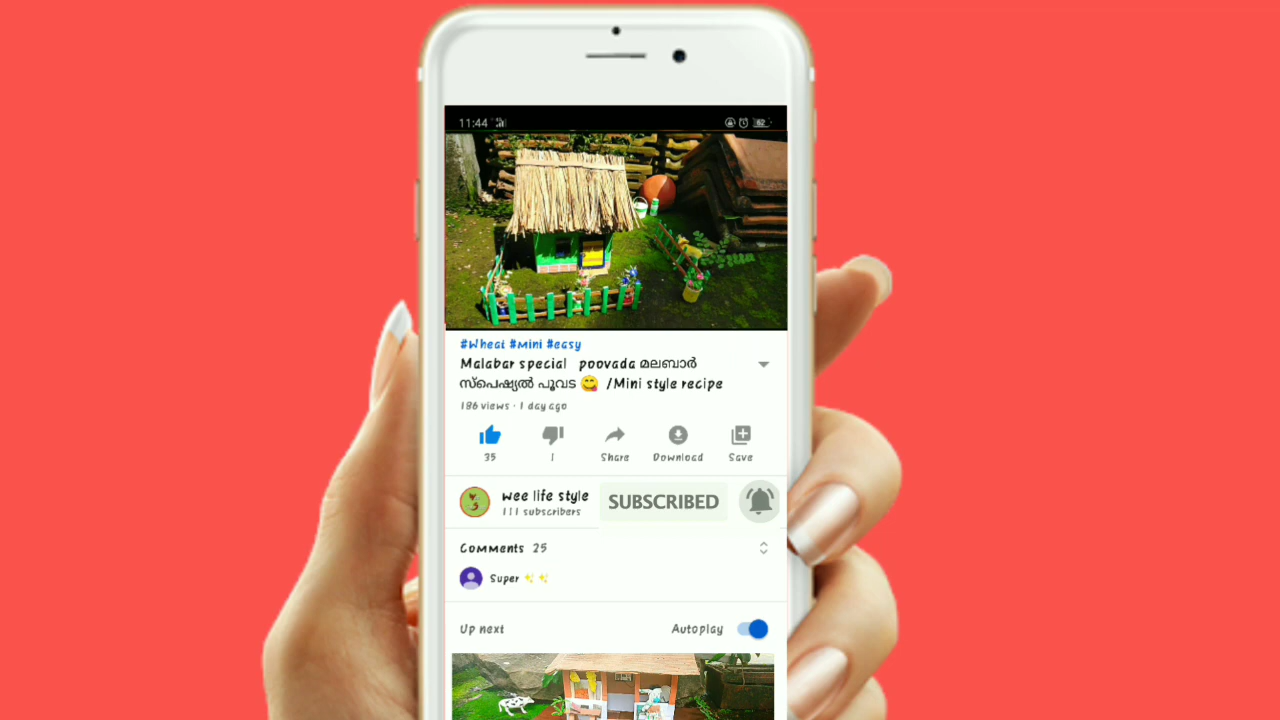 11:44
62
#Wheat #mini #easy
Malabar special poovada മലബാർ
സ്പെഷ്യൽ പൂവട 😋 /Mini style recipe
186 views · 1 day ago
35
1
Share
Download
Save
wee life style
SUBSCRIBED
111 subscribers
Comments 25
Super ✨✨
Up next
Autoplay